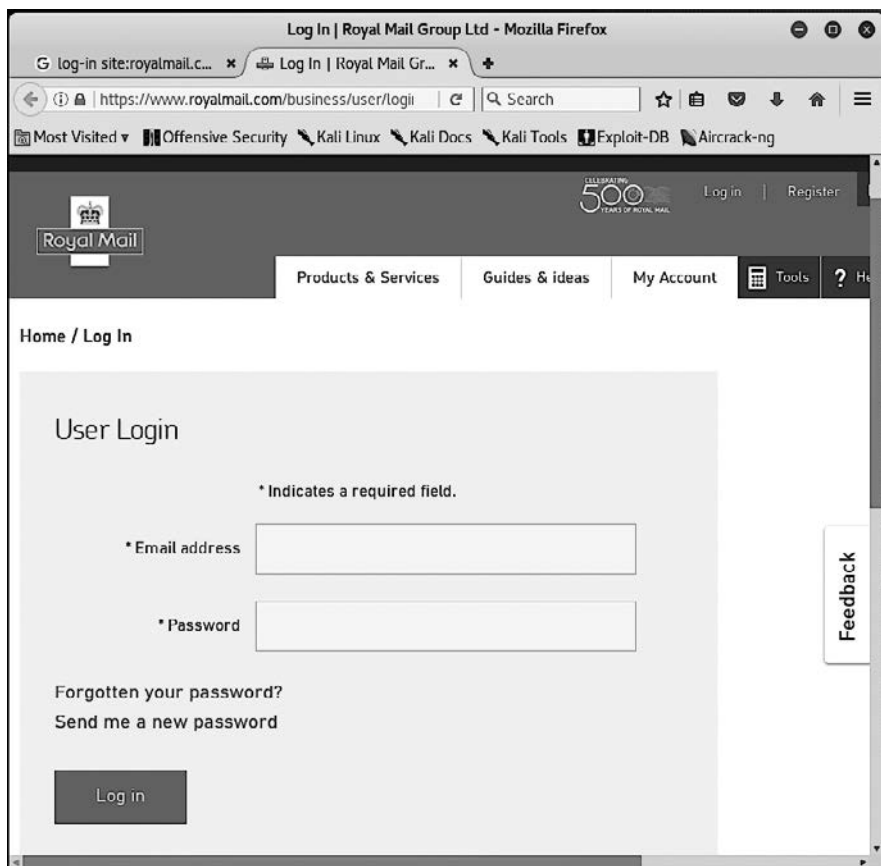 Log In | Royal Mail Group Ltd - Mozilla Firefox
G log-in site:royalmail.c... Log In | Royal Mail Gr...
https://www.royalmail.com/business/user/logi Search
Most Visited Offensive Security Kali Linux Kali Docs Kali Tools Exploit-DB Aircrack-ng
CELEBRATING
500
YEARS OF ROYAL MAIL
Log in | Register
Royal Mail
Products & Services Guides & ideas My Account Tools ? He
Home / Log In
User Login
* Indicates a required field.
* Email address
* Password
Feedback
Forgotten your password?
Send me a new password
Log in